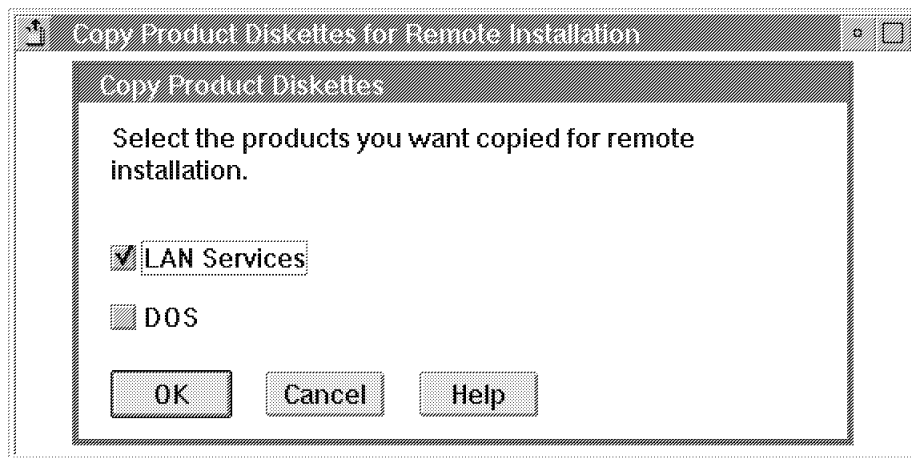 Copy Product Diskettes for Remote Installation
Copy Product Diskettes
Select the products you want copied for remote
installation.
LAN Services
DOS
OK Cancel Help